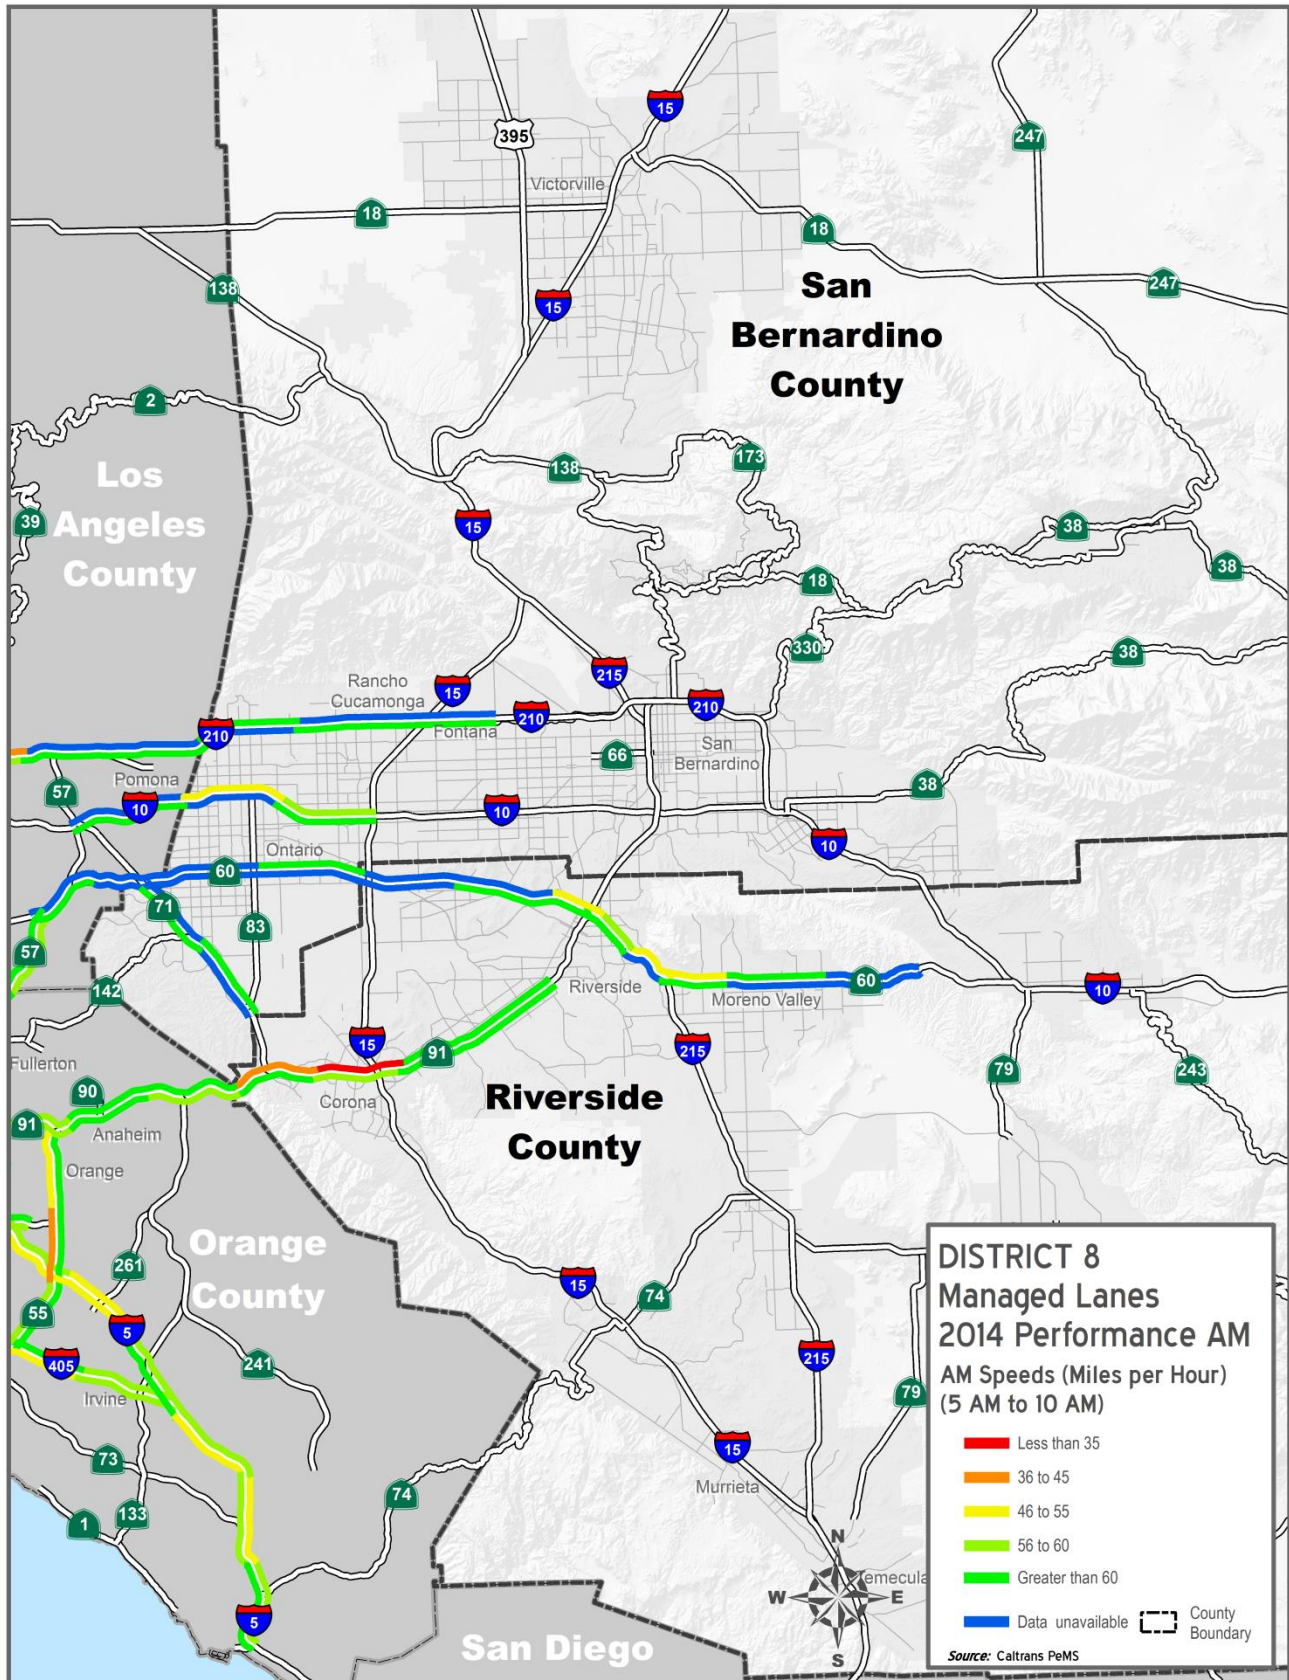 15
395
247
Victorville
18
18
247
138
15
San
Bernardino
County
2
138
173
Los
Angeles
County
39
15
38
18
38
330
38
215
Rancho
Cucamonga
15
210
210
210
Fontana
San
Bernardino
66
Pomona
57
10
10
38
10
Ontario
60
71
83
57
142
Riverside
Moreno Valley
60
10
Fullerton
15
91
215
79
243
90
Corona
Riverside
County
91
Anaheim
Orange
Orange
County
261
15
74
55
5
405
241
215
79
Irvine
73
15
Murrieta
74
133
1
5
San Diego
N
W
E
S
Temecula
DISTRICT 8
Managed Lanes
2014 Performance AM
AM Speeds (Miles per Hour)
(5 AM to 10 AM)
Less than 35
36 to 45
46 to 55
56 to 60
Greater than 60
Data unavailable
County
Boundary
Source: Caltrans PeMS